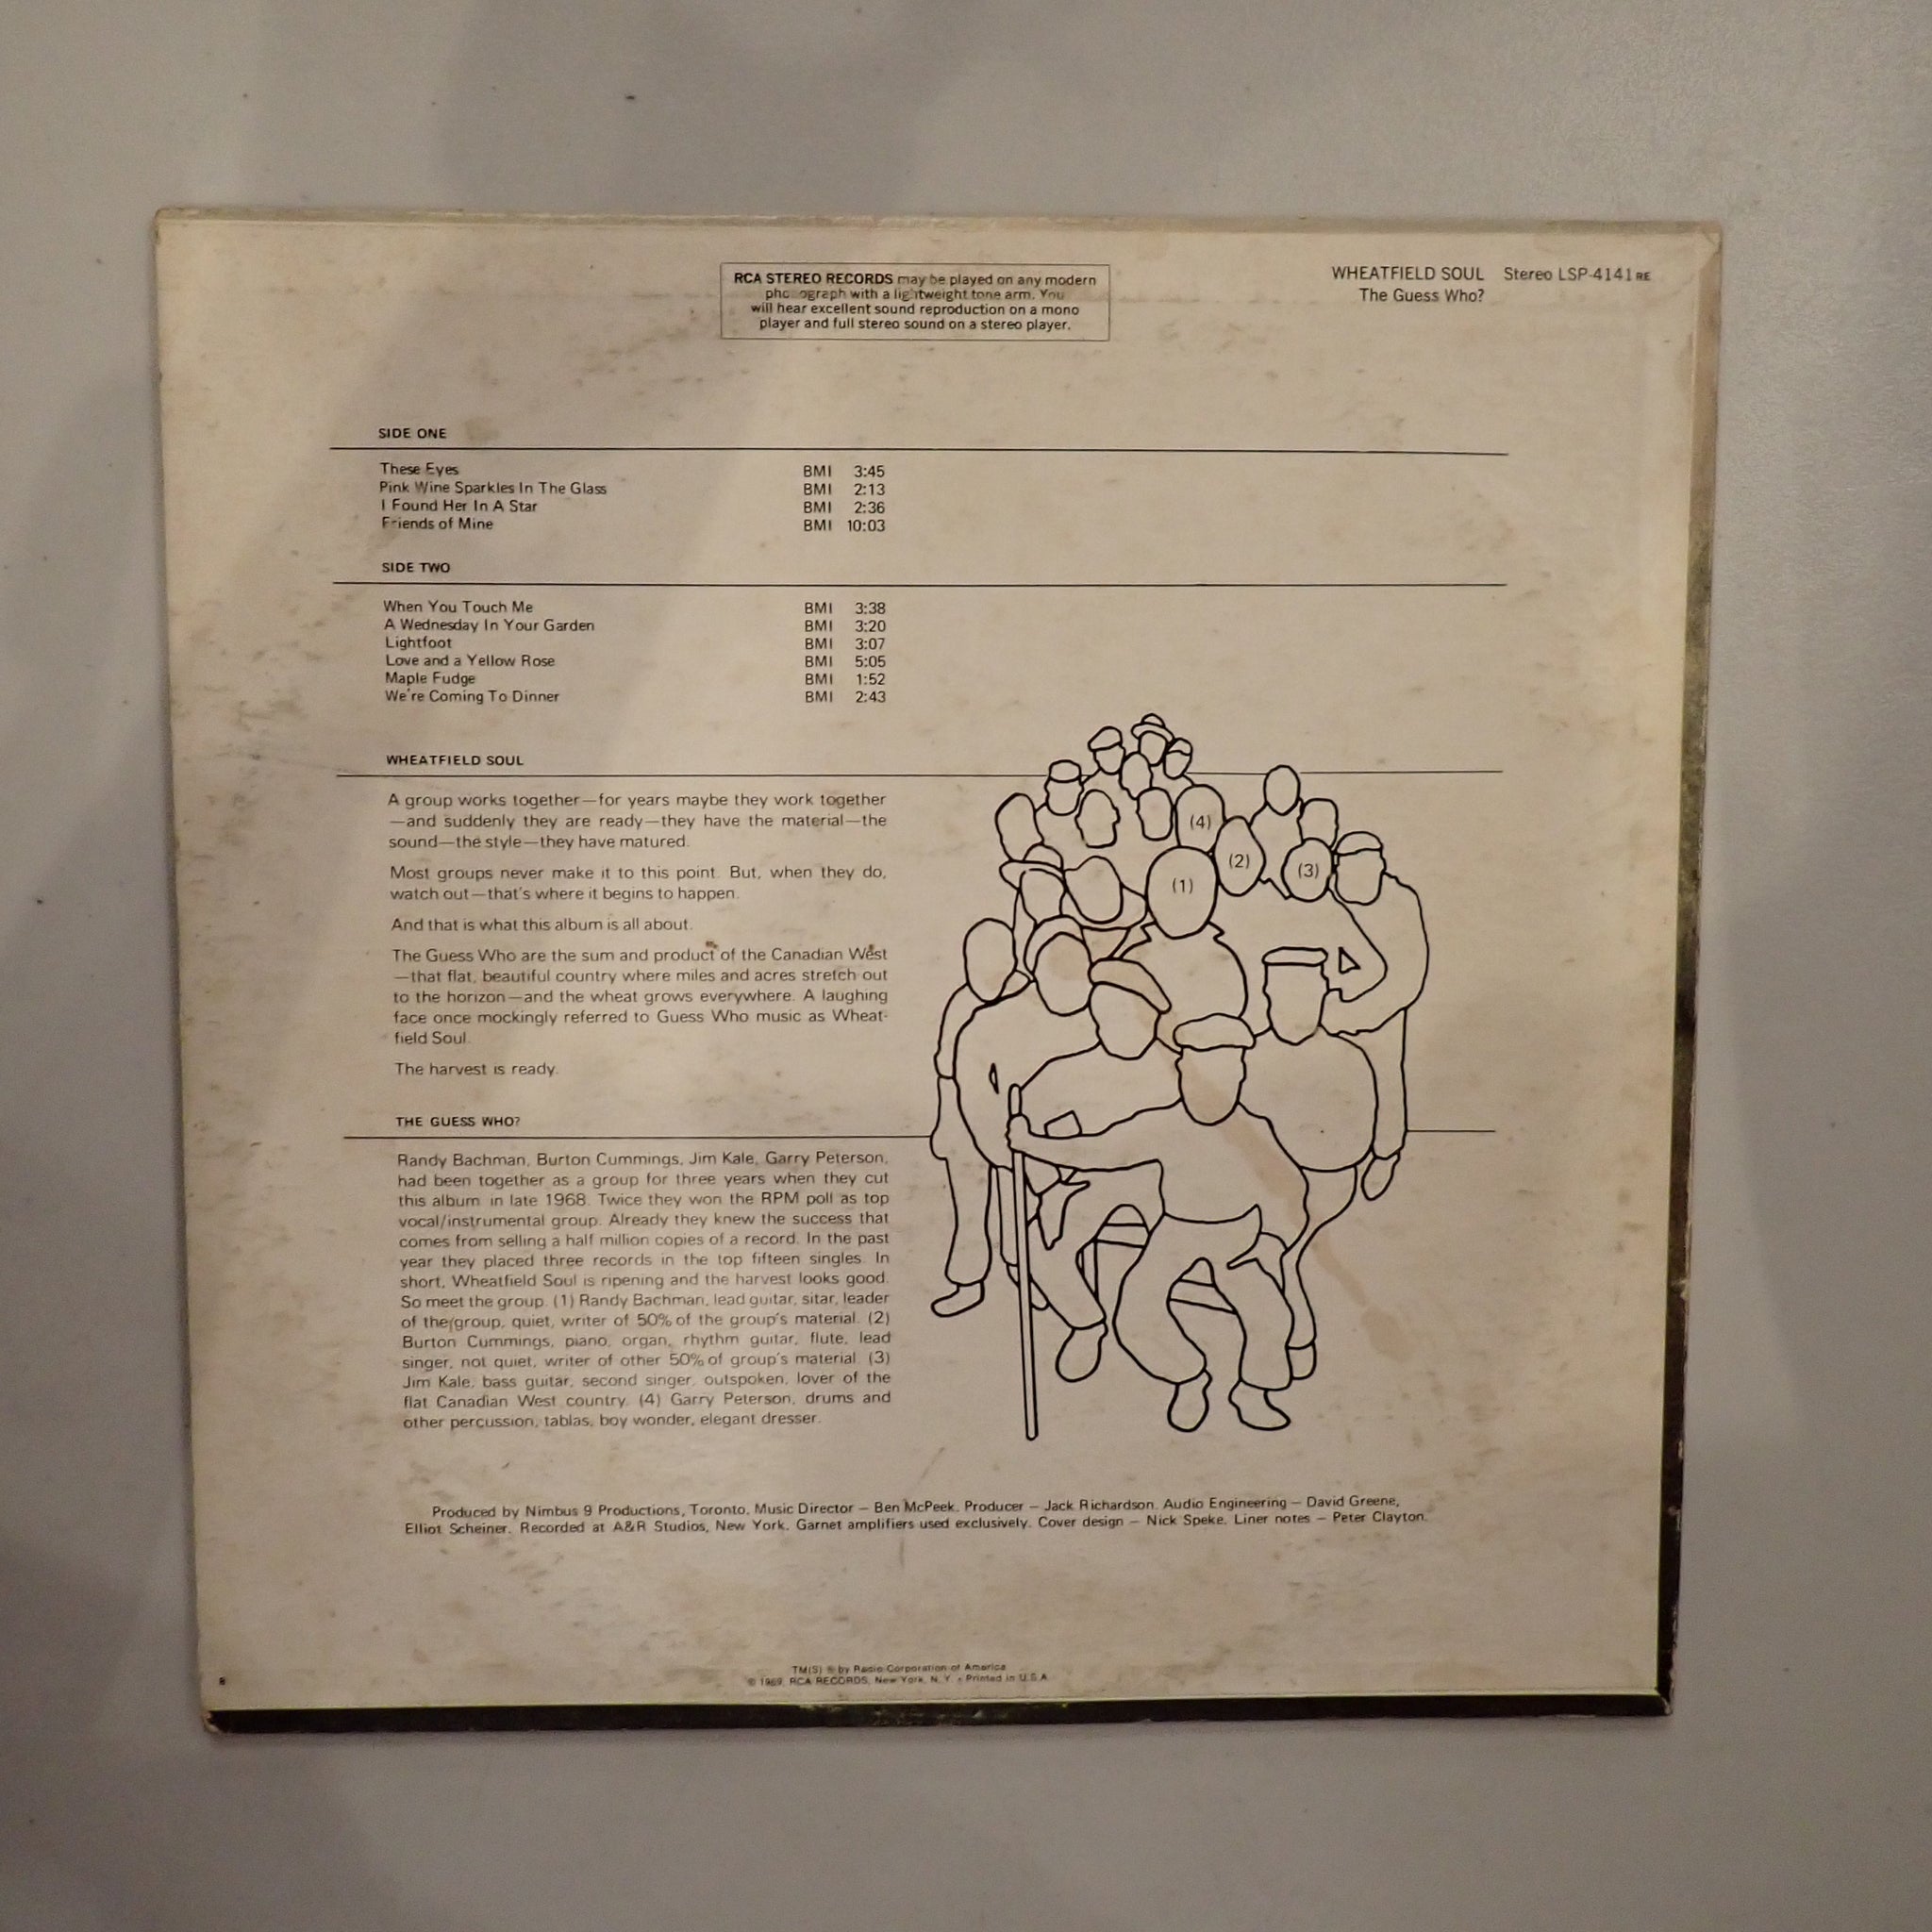 RCA STEREO RECORDS may be played on any modern
phonograph with a lightweight tone arm. You
will hear excellent sound reproduction on a mono
player and full stereo sound on a stereo player.
WHEATFIELD SOUL Stereo LSP-4141 RE
The Guess Who?
SIDE ONE
These Eyes BMI 3:45
Pink Wine Sparkles In The Glass BMI 2:13
I Found Her In A Star BMI 2:36
Friends of Mine BMI 10:03
SIDE TWO
When You Touch Me BMI 3:38
A Wednesday In Your Garden BMI 3:20
Lightfoot BMI 3:07
Love and a Yellow Rose BMI 5:05
Maple Fudge BMI 1:52
We're Coming To Dinner BMI 2:43
WHEATFIELD SOUL
A group works together—for years maybe they work together
—and suddenly they are ready—they have the material—the
sound—the style—they have matured.
Most groups never make it to this point. But, when they do,
watch out—that's where it begins to happen.
And that is what this album is all about.
The Guess Who are the sum and product of the Canadian West
—that flat, beautiful country where miles and acres stretch out
to the horizon—and the wheat grows everywhere. A laughing
face once mockingly referred to Guess Who music as Wheat-
field Soul.
The harvest is ready.
THE GUESS WHO?
Randy Bachman, Burton Cummings, Jim Kale, Garry Peterson,
had been together as a group for three years when they cut
this album in late 1968. Twice they won the RPM poll as top
vocal/instrumental group. Already they knew the success that
comes from selling a half million copies of a record. In the past
year they placed three records in the top fifteen singles. In
short, Wheatfield Soul is ripening and the harvest looks good.
So meet the group. (1) Randy Bachman, lead guitar, sitar, leader
of the group, quiet, writer of 50% of the group's material. (2)
Burton Cummings, piano, organ, rhythm guitar, flute, lead
singer, not quiet, writer of other 50% of group's material. (3)
Jim Kale, bass guitar, second singer, outspoken, lover of the
flat Canadian West country. (4) Garry Peterson, drums and
other percussion, tablas, boy wonder, elegant dresser.
(4)
(2)
(3)
(1)
Produced by Nimbus 9 Productions, Toronto. Music Director — Ben McPeek. Producer — Jack Richardson. Audio Engineering — David Greene,
Elliot Scheiner. Recorded at A&R Studios, New York. Garnet amplifiers used exclusively. Cover design — Nick Speke. Liner notes — Peter Clayton.
TM(S) ® by Radio Corporation of America
© 1969, RCA RECORDS, New York, N.Y. • Printed in U.S.A.